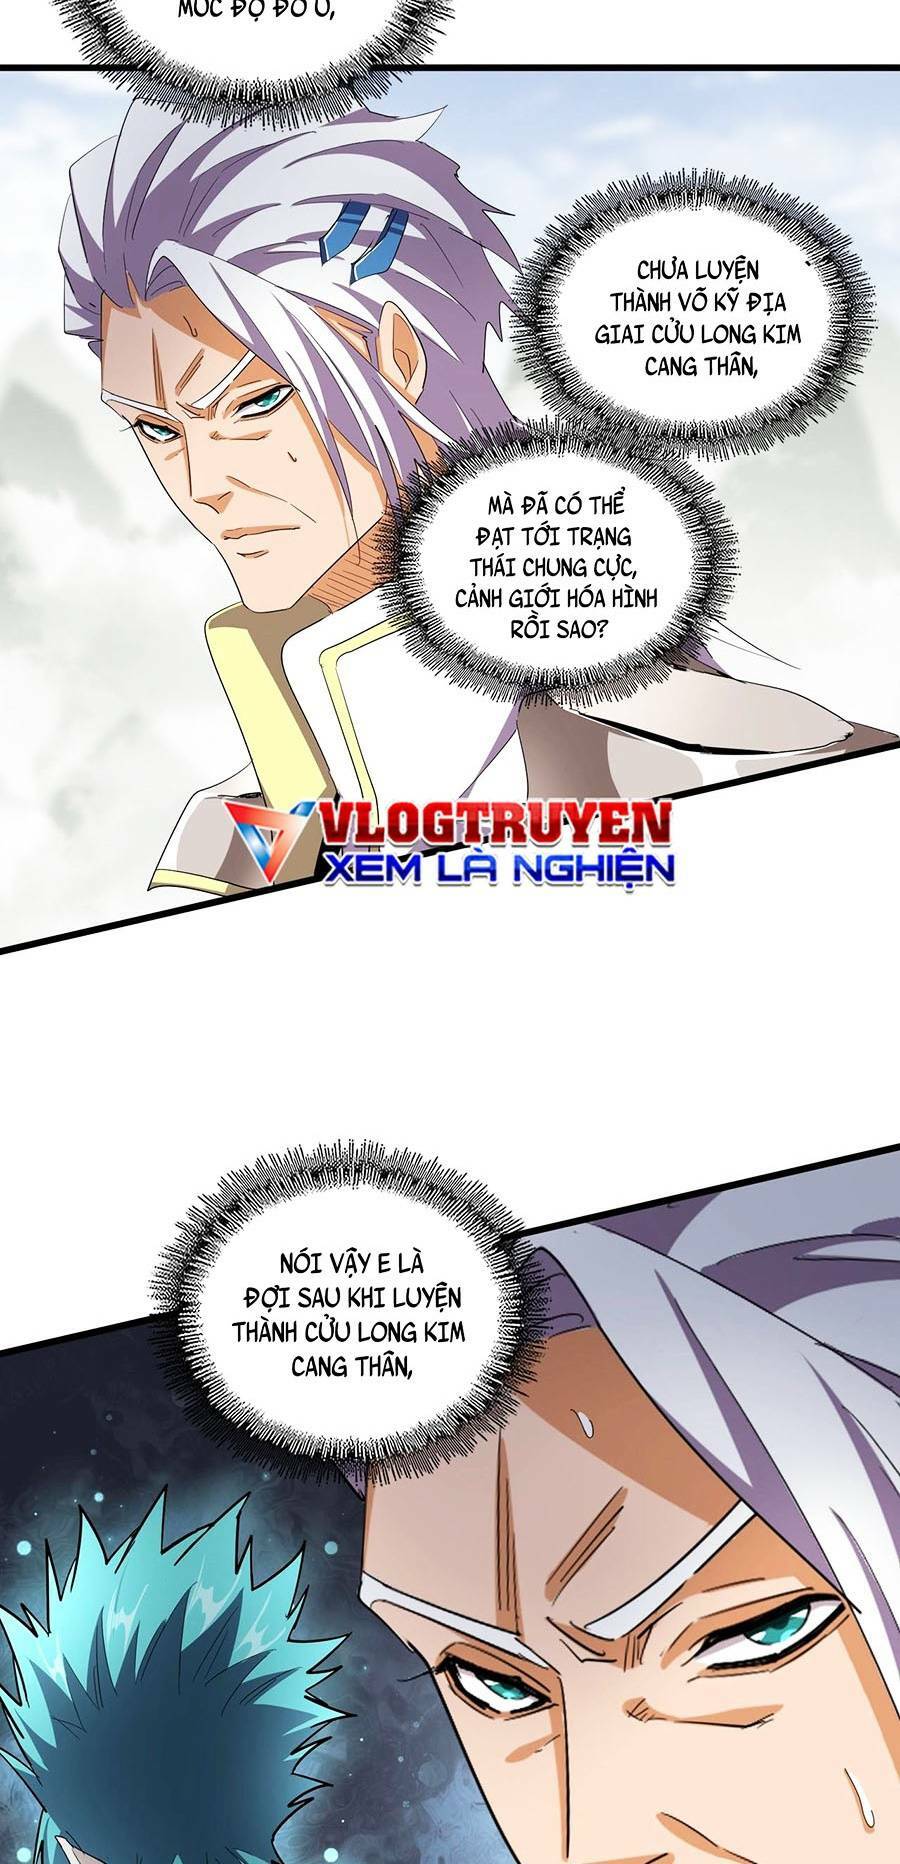 MỨC ĐỘ ĐÓ Ư,
CHƯA LUYỆN
THÀNH VÕ KỸ ĐỊA
GIAI CỬU LONG KIM
CANG THÂN,
MÀ ĐÃ CÓ THỂ
ĐẠT TỚI TRẠNG
THÁI CHUNG CỰC,
CẢNH GIỚI HÓA HÌNH
RỒI SAO?
VLOGTRUYEN
XEM LÀ NGHIỆN
NÓI VẬY E LÀ
ĐỢI SAU KHI LUYỆN
THÀNH CỬU LONG KIM
CANG THÂN,